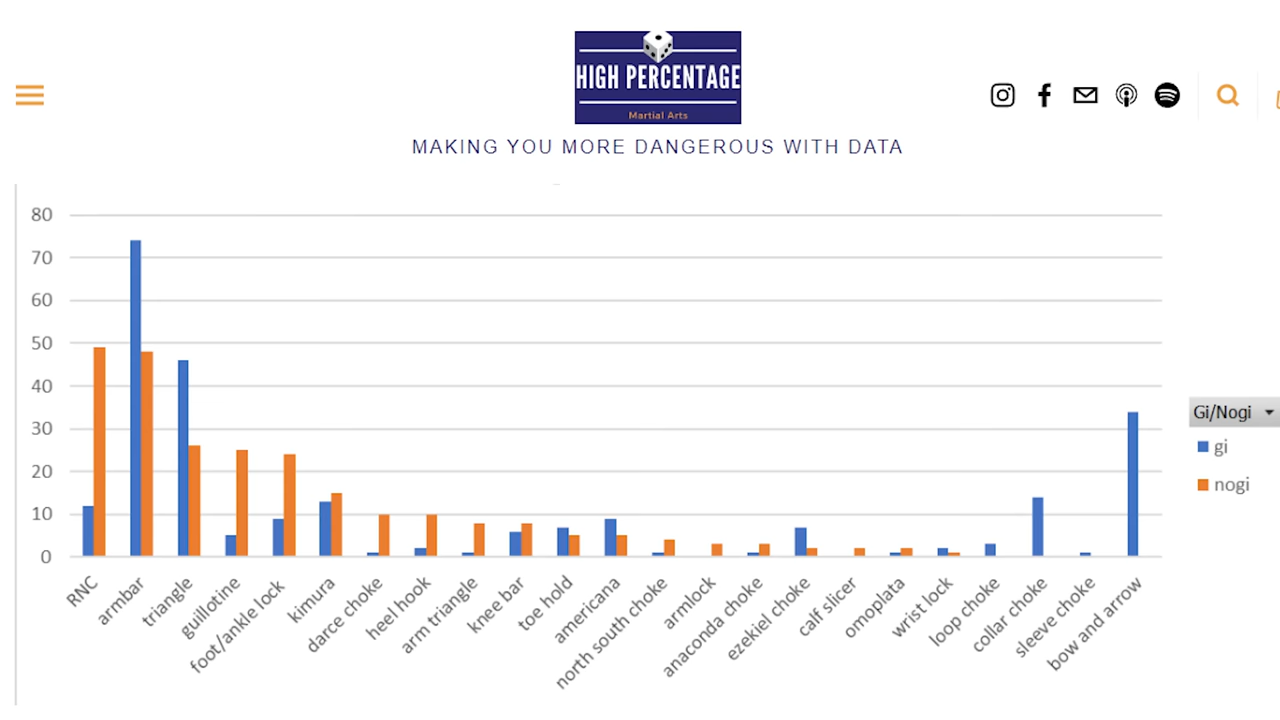 HIGH PERCENTAGE
Martial Arts
MAKING YOU MORE DANGEROUS WITH DATA
80
70
60
50
40
30
20
10
0
RNC
armbar
triangle
guillotine
foot/ankle lock
kimura
darce choke
heel hook
arm triangle
knee bar
toe hold
americana
north south choke
armlock
anaconda choke
ezekiel choke
calf slicer
omoplata
wrist lock
loop choke
collar choke
sleeve choke
bow and arrow
Gi/Nogi
gi
nogi